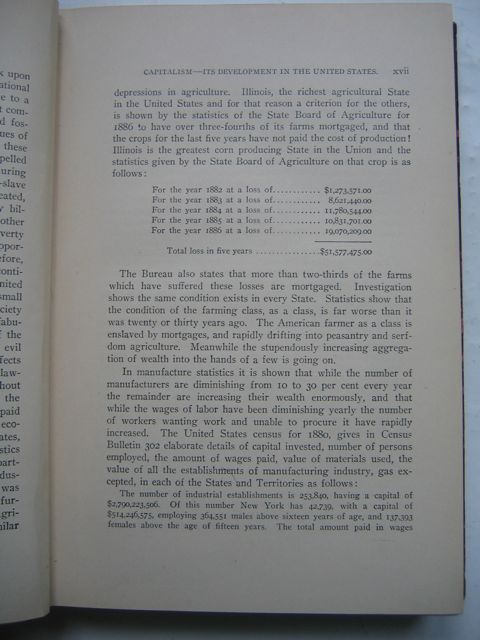 CAPITALISM—ITS DEVELOPMENT IN THE UNITED STATES. xvii
depressions in agriculture. Illinois, the richest agricultural State
in the United States and for that reason a criterion for the others,
is shown by the statistics of the State Board of Agriculture for
1886 to have over three-fourths of its farms mortgaged, and that
the crops for the last five years have not paid the cost of production!
Illinois is the greatest corn producing State in the Union and the
statistics given by the State Board of Agriculture on that crop is as
follows:
For the year 1882 at a loss of........... $1,273,571.00
For the year 1883 at a loss of........... 8,621,440.00
For the year 1884 at a loss of........... 11,780,544.00
For the year 1885 at a loss of........... 10,831,701.00
For the year 1886 at a loss of........... 19,070,209.00
Total loss in five years ...............$51,577,475.00
The Bureau also states that more than two-thirds of the farms
which have suffered these losses are mortgaged. Investigation
shows the same condition exists in every State. Statistics show that
the condition of the farming class, as a class, is far worse than it
was twenty or thirty years ago. The American farmer as a class is
enslaved by mortgages, and rapidly drifting into peasantry and serf-
dom agriculture. Meanwhile the stupendously increasing aggrega-
tion of wealth into the hands of a few is going on.
In manufacture statistics it is shown that while the number of
manufacturers are diminishing from 10 to 30 per cent every year
the remainder are increasing their wealth enormously, and that
while the wages of labor have been diminishing yearly the number
of workers wanting work and unable to procure it have rapidly
increased. The United States census for 1880, gives in Census
Bulletin 302 elaborate details of capital invested, number of persons
employed, the amount of wages paid, value of materials used, the
value of all the establishments of manufacturing industry, gas ex-
cepted, in each of the States and Territories as follows:
The number of industrial establishments is 253,840, having a capital of
$2,790,223,506. Of this number New York has 42,739, with a capital of
$514,246,575, employing 364,551 males above sixteen years of age, and 137,393
females above the age of fifteen years. The total amount paid in wages